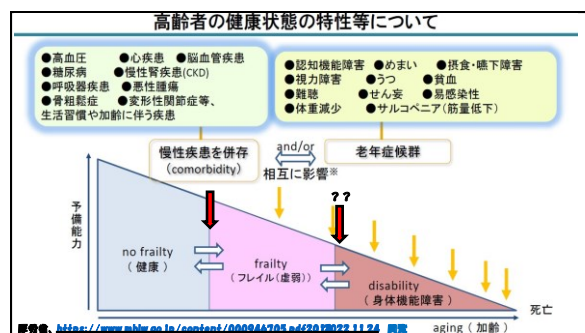 高齢者の健康状態の特性等について
●高血圧 ●心疾患 ●脳血管疾患
●糖尿病 ●慢性腎疾患(CKD)
●呼吸器疾患 ●悪性腫瘍
●骨粗鬆症 ●変形性関節症等、
生活習慣や加齢に伴う疾患
●認知機能障害 ●めまい ●摂食・嚥下障害
●視力障害 ●うつ ●貧血
●難聴 ●せん妄 ●易感染性
●体重減少 ●サルコペニア(筋量低下)
慢性疾患を併存
(comorbidity)
and/or
相互に影響※
老年症候群
??
予備能力
no frailty
(健康)
frailty
(フレイル(虚弱))
disability
(身体機能障害)
死亡
aging(加齢)